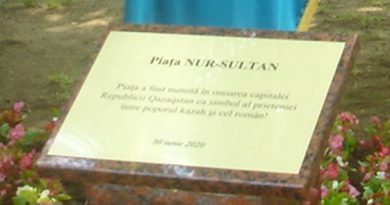 Piața NUR-SULTAN
Piața a fost numită în onoarea capitalei
Republicii Qazaqstan ca simbol al prieteniei
între poporul kazah și cel român!
30 iunie 2020